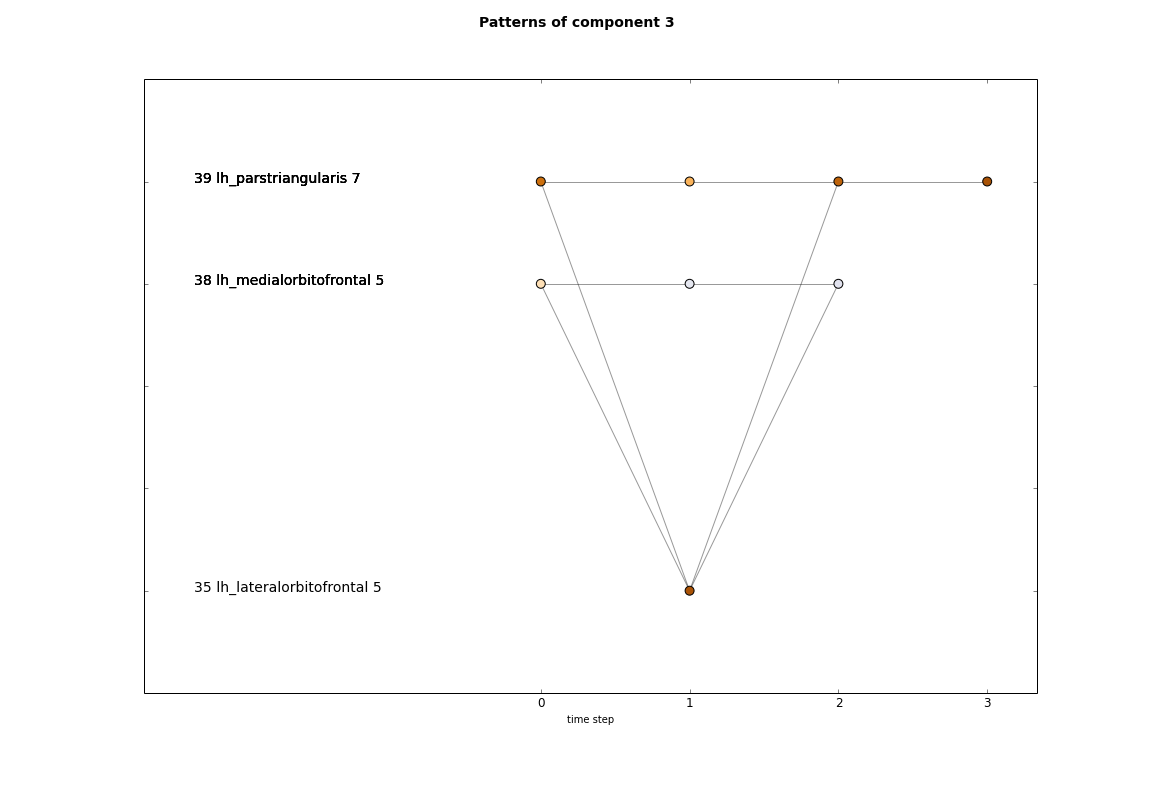 Patterns of component 3
39 lh_parstriangularis 7
38 lh_medialorbitofrontal 5
35 lh_lateralorbitofrontal 5
0 1 2 3
time step